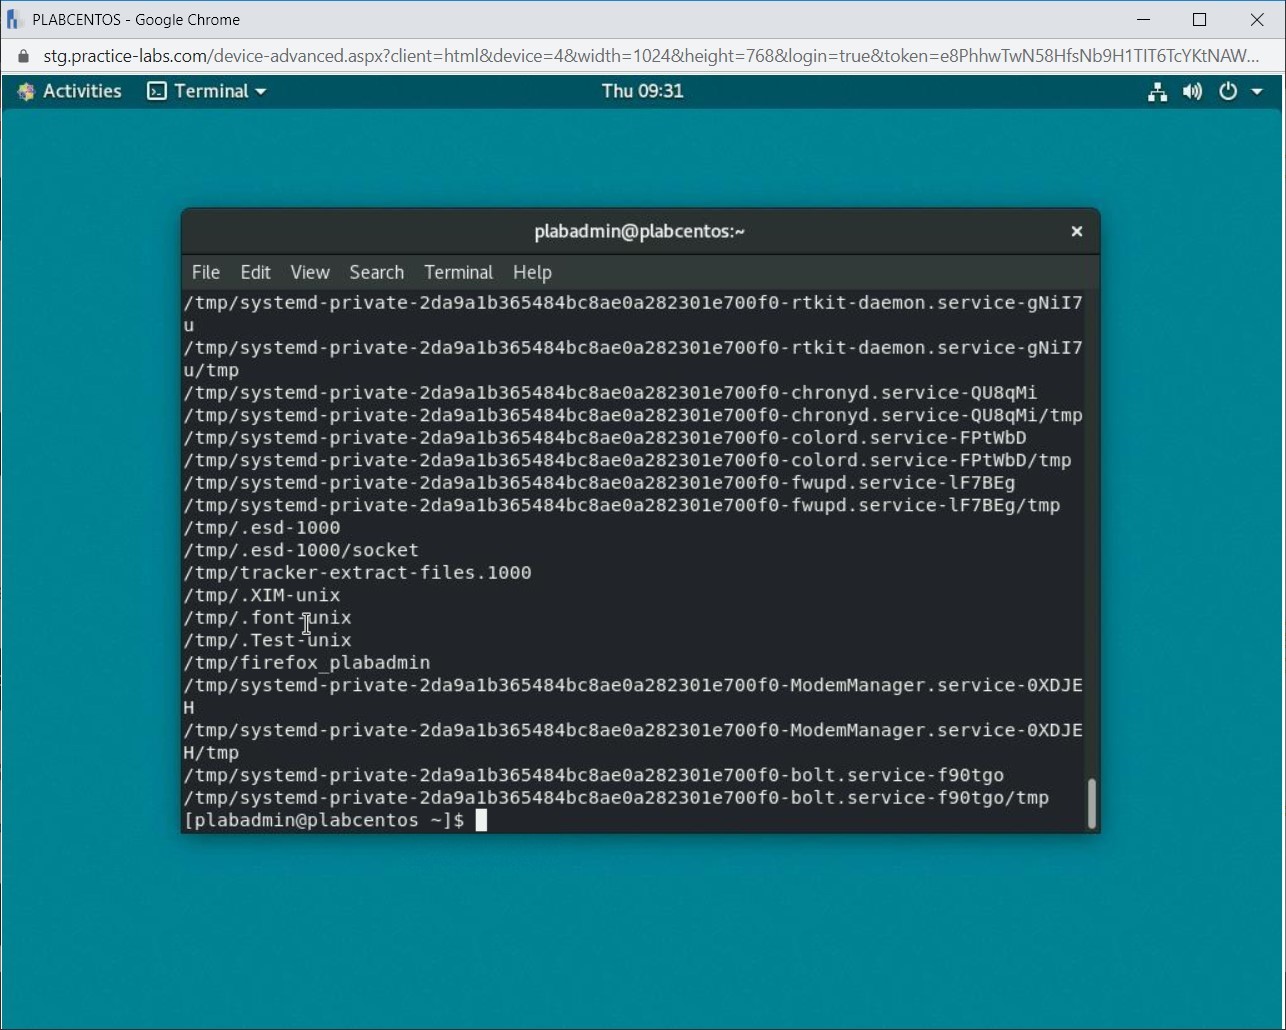 PLABCENTOS - Google Chrome
stg.practice-labs.com/device-advanced.aspx?client=html&device=4&width=1024&height=768&login=true&token=e8PhhwTwN58HfsNb9H1TIT6TcYKtNAW...
Activities Terminal Thu 09:31
plabadmin@plabcentos:~
File Edit View Search Terminal Help
/tmp/systemd-private-2da9a1b365484bc8ae0a282301e700f0-rtkit-daemon.service-gNiI7
u
/tmp/systemd-private-2da9a1b365484bc8ae0a282301e700f0-rtkit-daemon.service-gNiI7
u/tmp
/tmp/systemd-private-2da9a1b365484bc8ae0a282301e700f0-chronyd.service-QU8qMi
/tmp/systemd-private-2da9a1b365484bc8ae0a282301e700f0-chronyd.service-QU8qMi/tmp
/tmp/systemd-private-2da9a1b365484bc8ae0a282301e700f0-colord.service-FPtWbD
/tmp/systemd-private-2da9a1b365484bc8ae0a282301e700f0-colord.service-FPtWbD/tmp
/tmp/systemd-private-2da9a1b365484bc8ae0a282301e700f0-fwupd.service-lF7BEg
/tmp/systemd-private-2da9a1b365484bc8ae0a282301e700f0-fwupd.service-lF7BEg/tmp
/tmp/.esd-1000
/tmp/.esd-1000/socket
/tmp/tracker-extract-files.1000
/tmp/.XIM-unix
/tmp/.font-unix
/tmp/.Test-unix
/tmp/firefox_plabadmin
/tmp/systemd-private-2da9a1b365484bc8ae0a282301e700f0-ModemManager.service-0XDJE
H
/tmp/systemd-private-2da9a1b365484bc8ae0a282301e700f0-ModemManager.service-0XDJE
H/tmp
/tmp/systemd-private-2da9a1b365484bc8ae0a282301e700f0-bolt.service-f90tgo
/tmp/systemd-private-2da9a1b365484bc8ae0a282301e700f0-bolt.service-f90tgo/tmp
[plabadmin@plabcentos ~]$